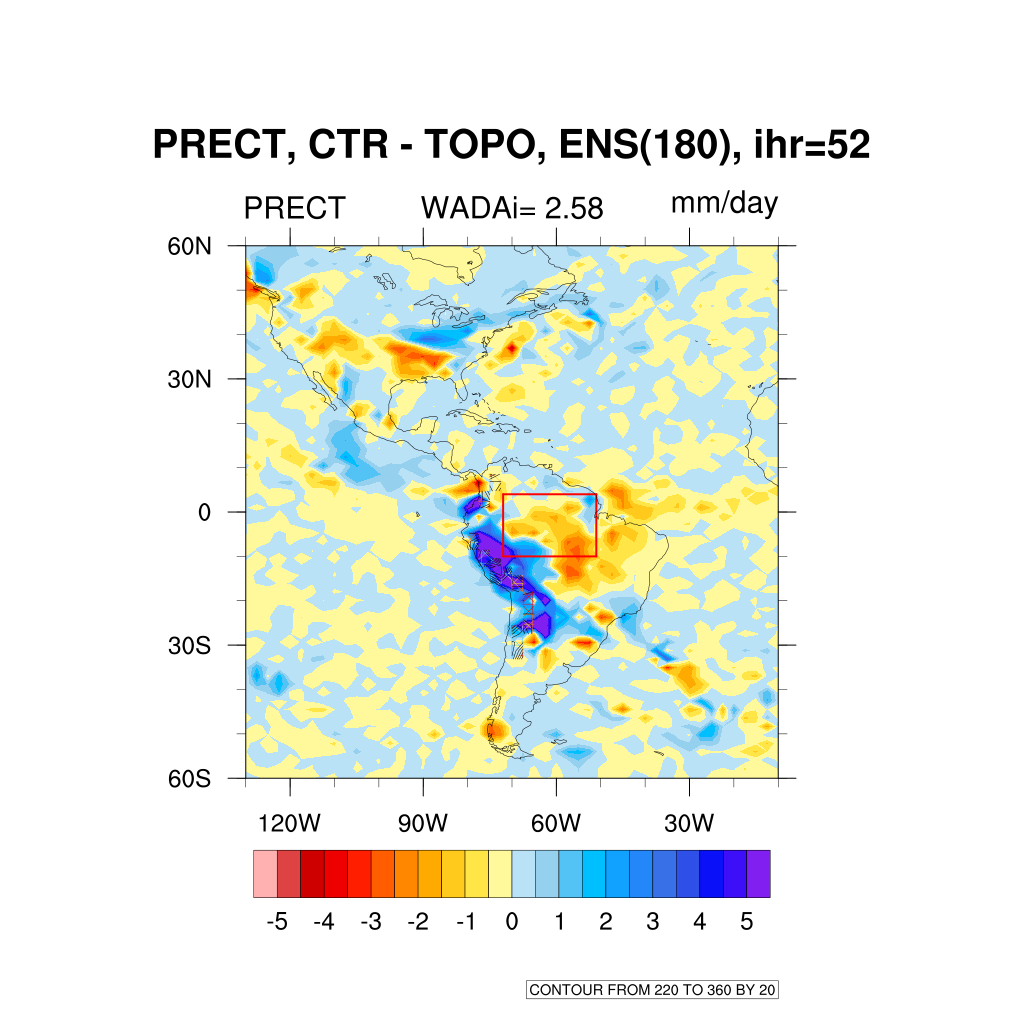 PRECT, CTR - TOPO, ENS(180), ihr=52
PRECT WADAi= 2.58 mm/day
60N
30N
0
30S
60S
120W 90W 60W 30W
-5 -4 -3 -2 -1 0 1 2 3 4 5
CONTOUR FROM 220 TO 360 BY 20